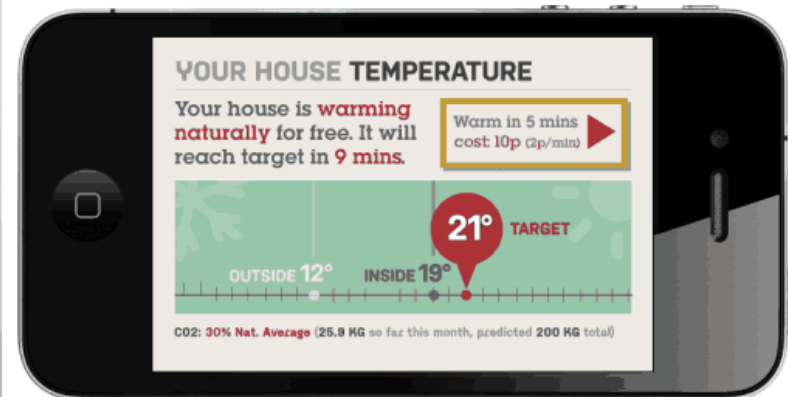 YOUR HOUSE TEMPERATURE
Your house is warming
naturally for free. It will
reach target in 9 mins.
Warm in 5 mins
cost: 10p (2p/min)
21° TARGET
OUTSIDE 12° INSIDE 19°
CO2: 30% Nat. Average (25.9 KG so far this month, predicted 200 KG total)